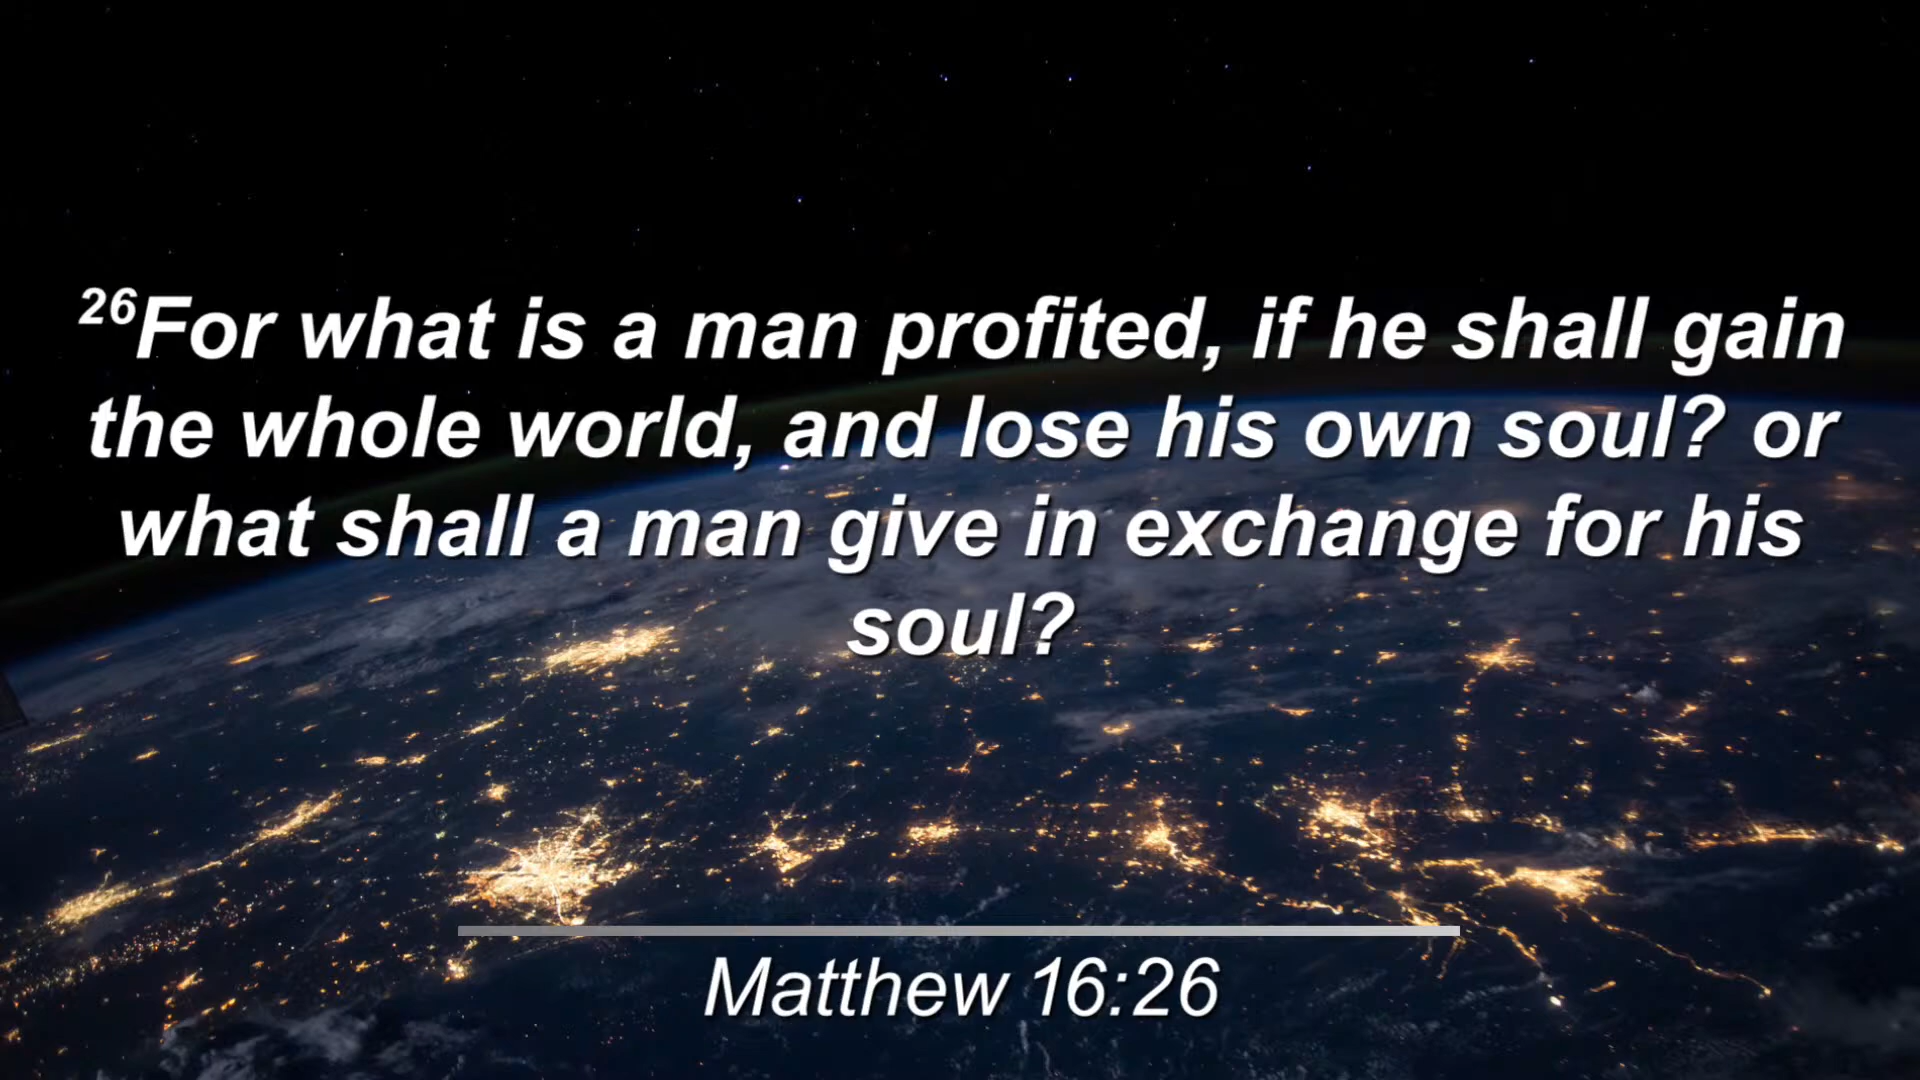 26For what is a man profited, if he shall gain
the whole world, and lose his own soul? or
what shall a man give in exchange for his
soul?
Matthew 16:26